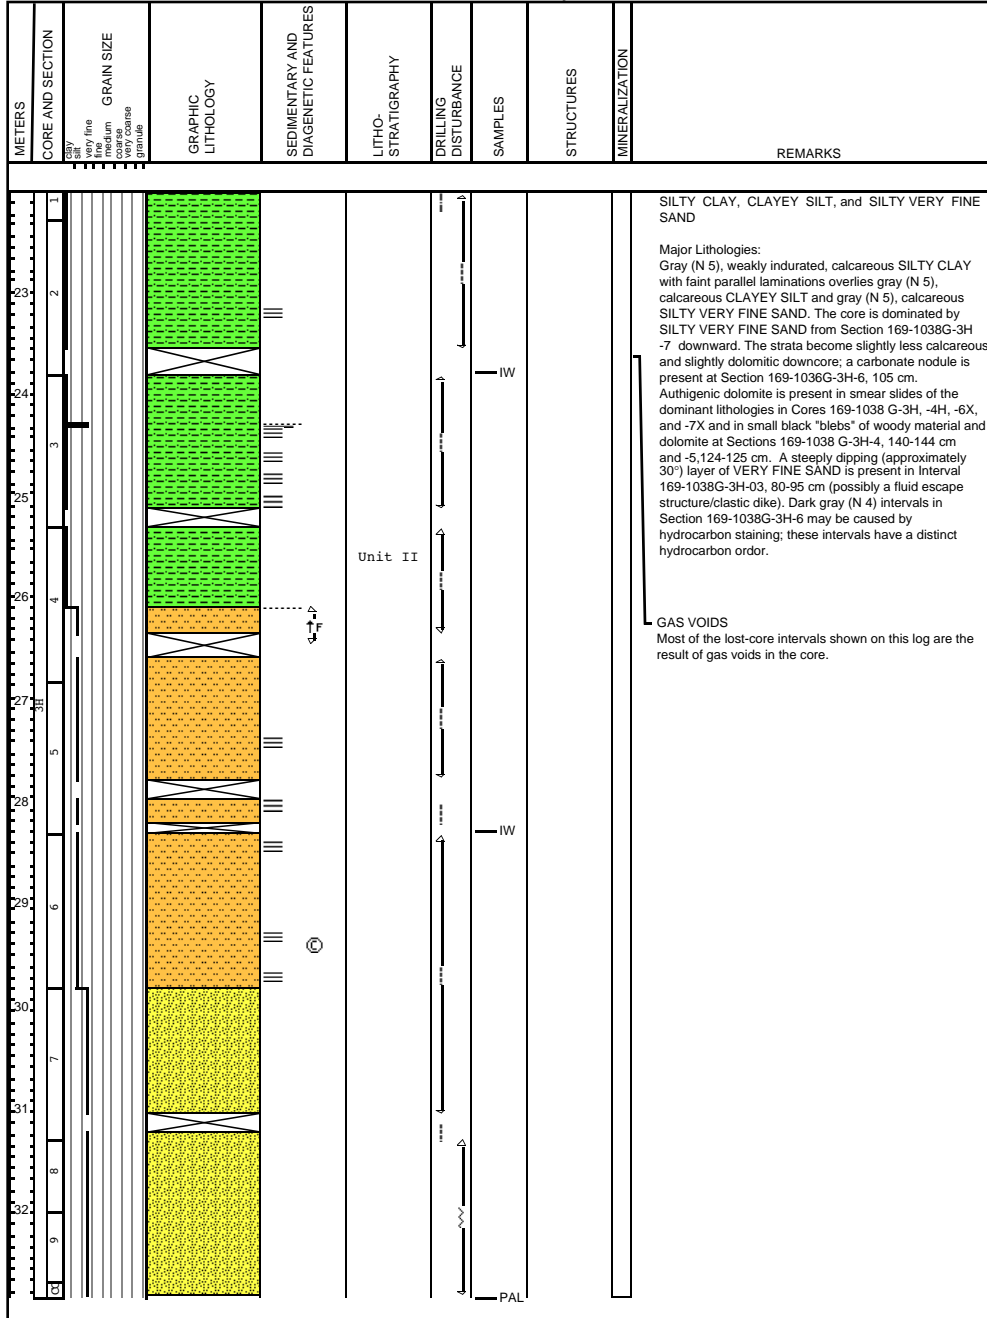 METERS
CORE AND SECTION
GRAIN SIZE
clay
silt
very fine
fine
medium
coarse
very coarse
granule
GRAPHIC
LITHOLOGY
SEDIMENTARY AND
DIAGENETIC FEATURES
LITHO-
STRATIGRAPHY
DRILLING
DISTURBANCE
SAMPLES
STRUCTURES
MINERALIZATION
REMARKS
1
2
3
4
5
6
7
8
9
CC
3H
23
24
25
26
27
28
29
30
31
32
F
C
Unit II
IW
IW
PAL
SILTY CLAY, CLAYEY SILT, and SILTY VERY FINE
SAND
Major Lithologies:
Gray (N 5), weakly indurated, calcareous SILTY CLAY
with faint parallel laminations overlies gray (N 5),
calcareous CLAYEY SILT and gray (N 5), calcareous
SILTY VERY FINE SAND. The core is dominated by
SILTY VERY FINE SAND from Section 169-1038G-3H
-7 downward. The strata become slightly less calcareous
and slightly dolomitic downcore; a carbonate nodule is
present at Section 169-1036G-3H-6, 105 cm.
Authigenic dolomite is present in smear slides of the
dominant lithologies in Cores 169-1038 G-3H, -4H, -6X,
and -7X and in small black "blebs" of woody material and
dolomite at Sections 169-1038 G-3H-4, 140-144 cm
and -5,124-125 cm. A steeply dipping (approximately
30°) layer of VERY FINE SAND is present in Interval
169-1038G-3H-03, 80-95 cm (possibly a fluid escape
structure/clastic dike). Dark gray (N 4) intervals in
Section 169-1038G-3H-6 may be caused by
hydrocarbon staining; these intervals have a distinct
hydrocarbon ordor.
GAS VOIDS
Most of the lost-core intervals shown on this log are the
result of gas voids in the core.